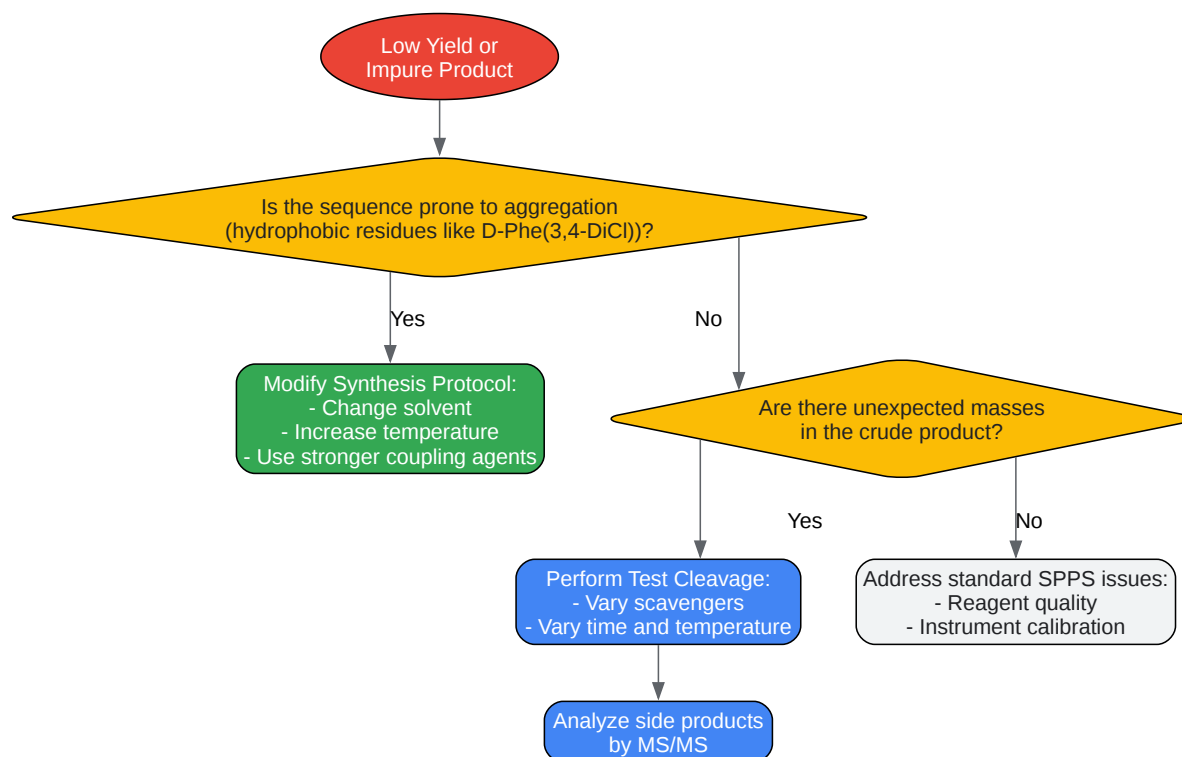 Low Yield or
Impure Product
Is the sequence prone to aggregation
(hydrophobic residues like D-Phe(3,4-DiCl))?
Yes
No
Modify Synthesis Protocol:
- Change solvent
- Increase temperature
- Use stronger coupling agents
Are there unexpected masses
in the crude product?
Yes
No
Perform Test Cleavage:
- Vary scavengers
- Vary time and temperature
Address standard SPPS issues:
- Reagent quality
- Instrument calibration
Analyze side products
by MS/MS